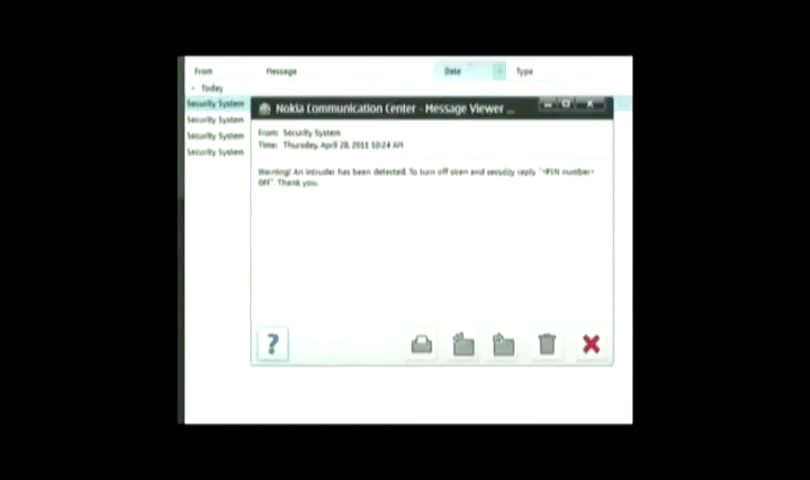 From Message Date Type
Today
Security System
Security System
Security System
Security System
Nokia Communication Center - Message Viewer ...
From: Security System
Time: Thursday, April 28, 2011 10:24 AM
Warning! An intruder has been detected. To turn off siren and security reply "<PIN number>
OFF". Thank you.
?